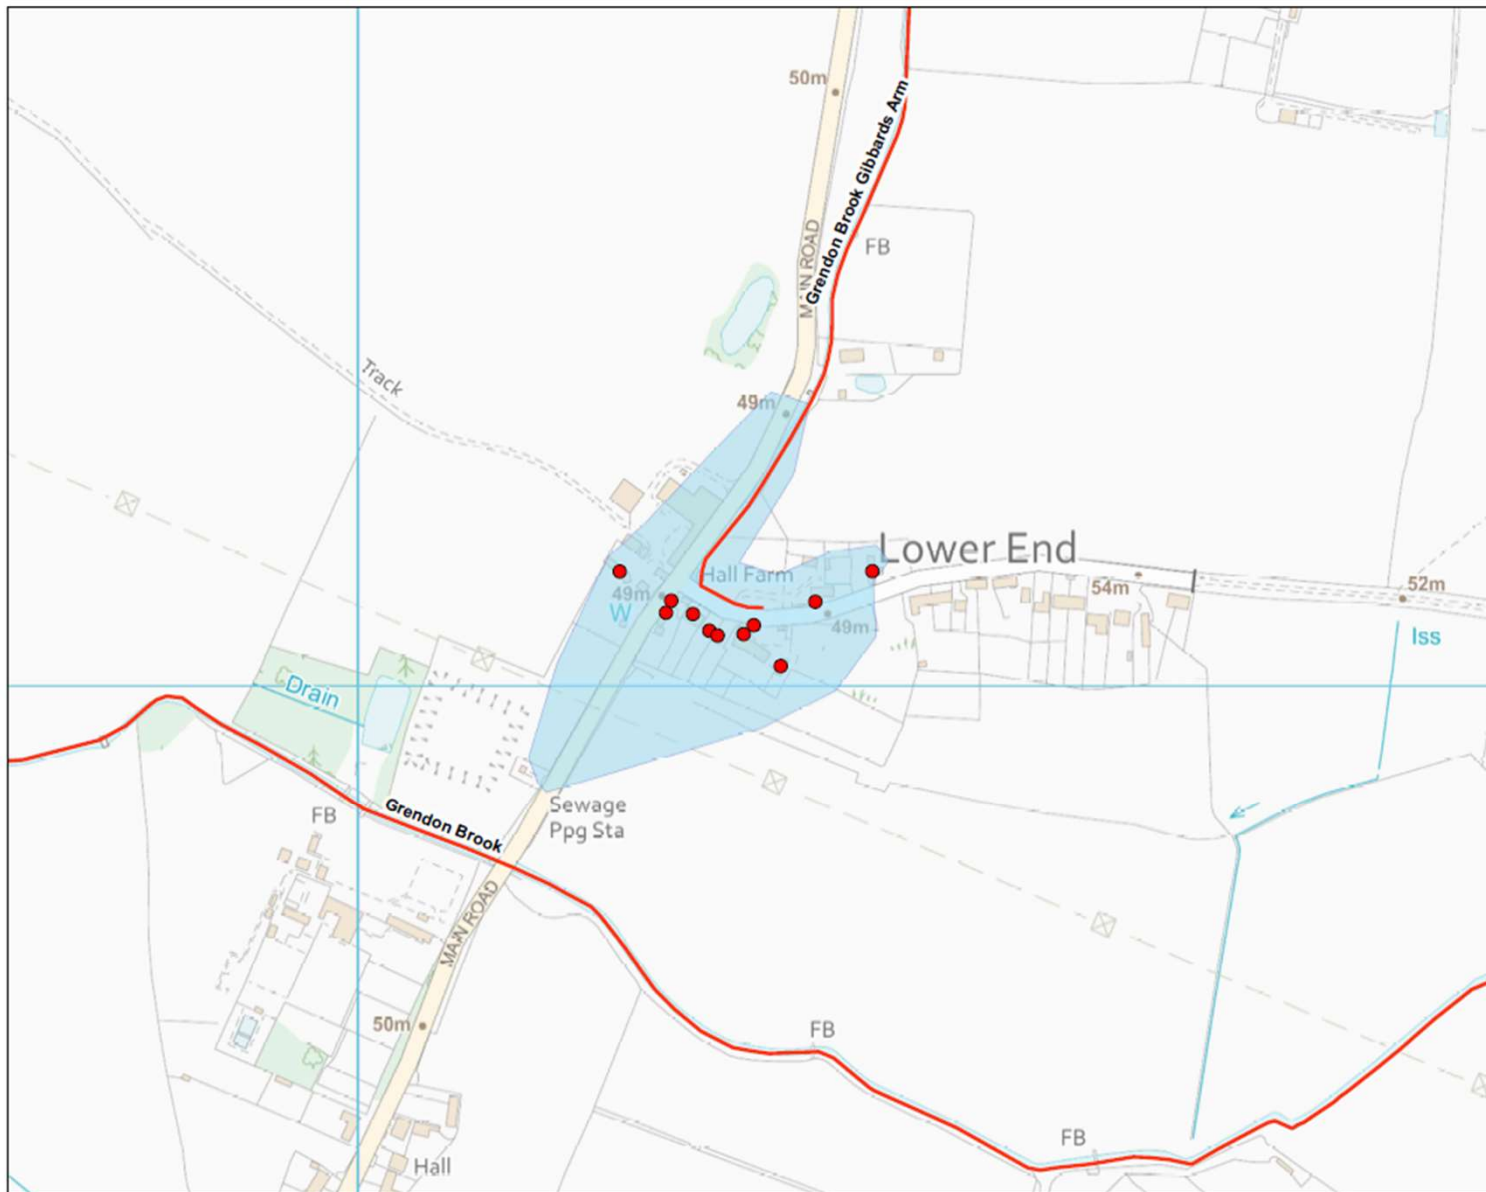 50m
Grendon Brook Gibbards Arm
MAIN ROAD
FB
Track
49m
Lower End
Hall Farm
49m
W
54m
52m
49m
Iss
Drain
Sewage
Ppg Sta
FB
Grendon Brook
MAIN ROAD
50m
FB
FB
Hall